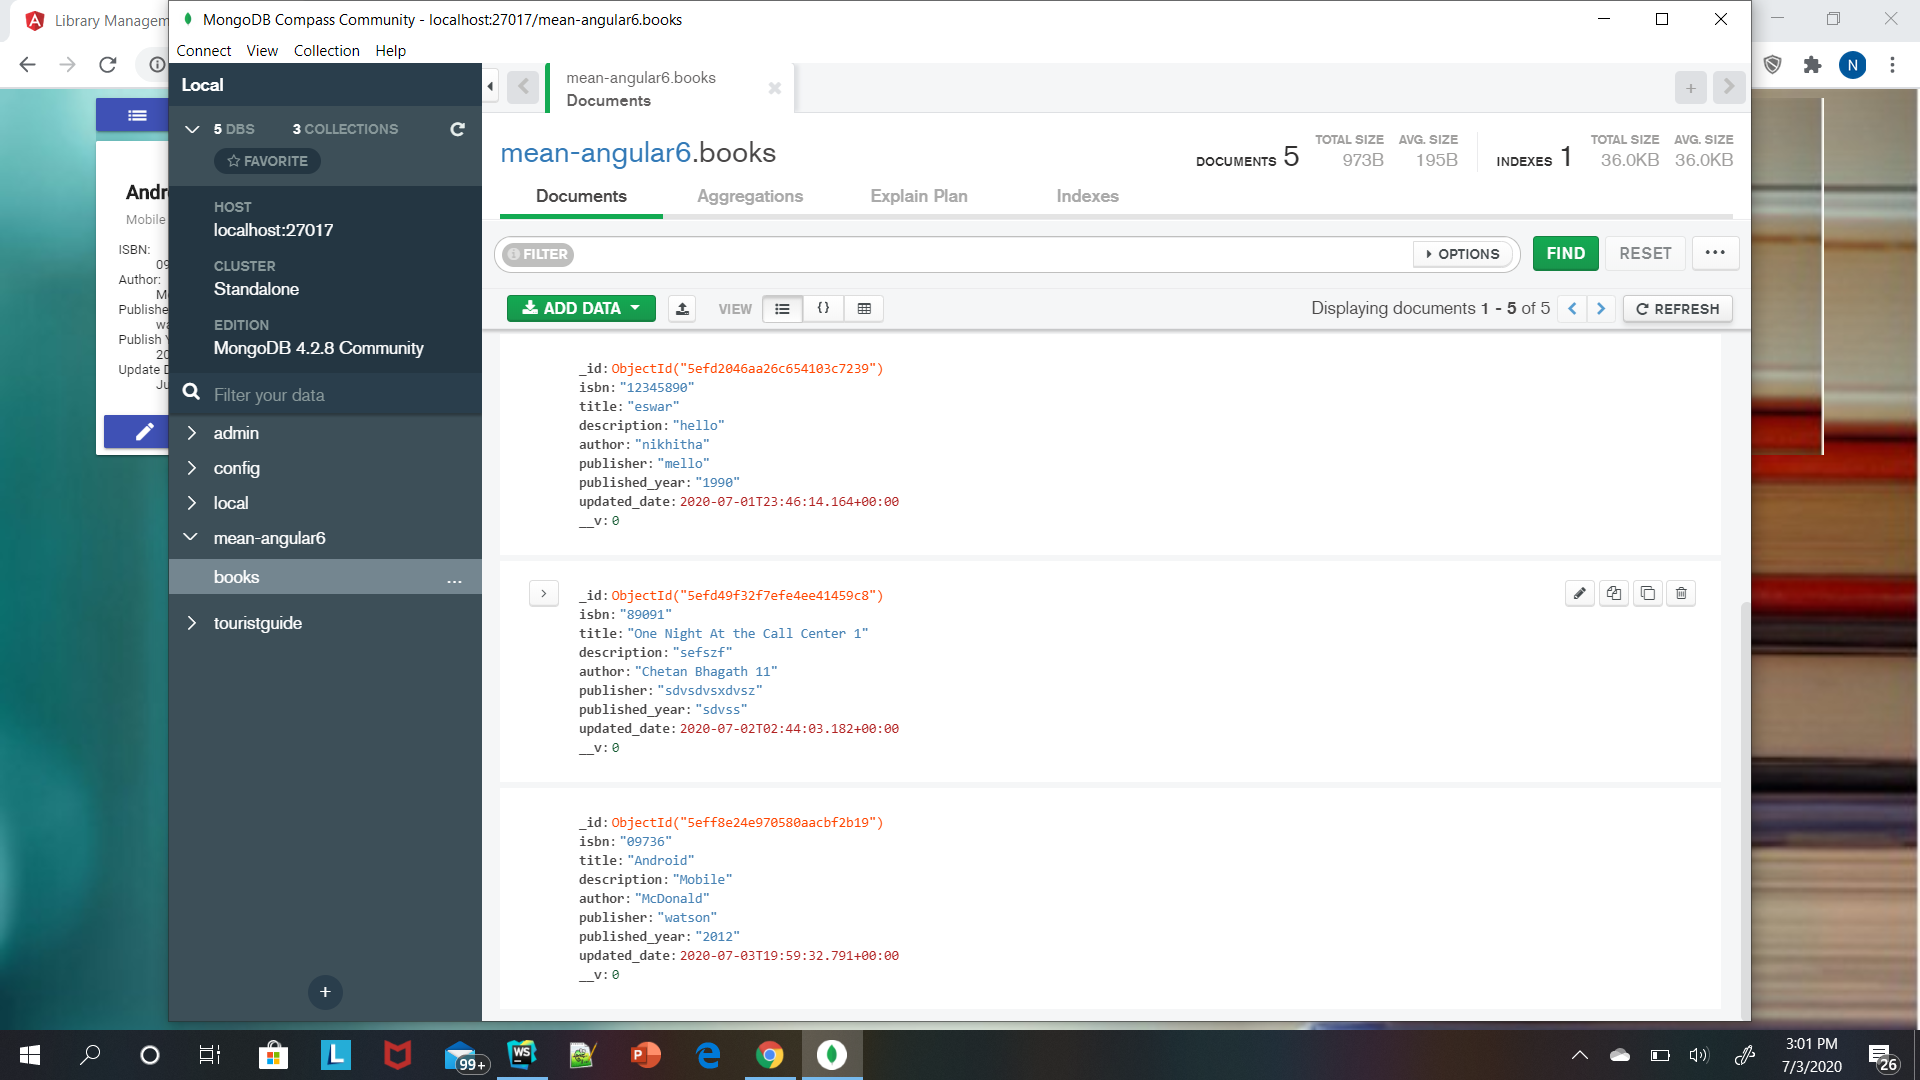 Library Managem
MongoDB Compass Community - localhost:27017/mean-angular6.books
Connect View Collection Help
N
Local
5 DBS 3 COLLECTIONS
FAVORITE
HOST
localhost:27017
CLUSTER
Standalone
EDITION
MongoDB 4.2.8 Community
Filter your data
admin
config
local
mean-angular6
books ...
touristguide
+
Andr
Mobile
ISBN:
09
Author:
Publishe
wa
Publish
20
Update D
Ju
mean-angular6.books
Documents
mean-angular6.books
DOCUMENTS 5 TOTAL SIZE 973B AVG. SIZE 195B INDEXES 1 TOTAL SIZE 36.0KB AVG. SIZE 36.0KB
Documents Aggregations Explain Plan Indexes
FILTER OPTIONS FIND RESET ...
ADD DATA VIEW {} Displaying documents 1 - 5 of 5 REFRESH
_id: ObjectId("5efd2046aa26c654103c7239")
isbn: "12345890"
title: "eswar"
description: "hello"
author: "nikhitha"
publisher: "mello"
published_year: "1990"
updated_date: 2020-07-01T23:46:14.164+00:00
__v: 0
_id: ObjectId("5efd49f32f7efe4ee41459c8")
isbn: "89091"
title: "One Night At the Call Center 1"
description: "sefszf"
author: "Chetan Bhagath 11"
publisher: "sdvsdvsxdvsz"
published_year: "sdvss"
updated_date: 2020-07-02T02:44:03.182+00:00
__v: 0
_id: ObjectId("5eff8e24e970580aacbf2b19")
isbn: "09736"
title: "Android"
description: "Mobile"
author: "McDonald"
publisher: "watson"
published_year: "2012"
updated_date: 2020-07-03T19:59:32.791+00:00
__v: 0
L 99+ WS P
3:01 PM
7/3/2020
26